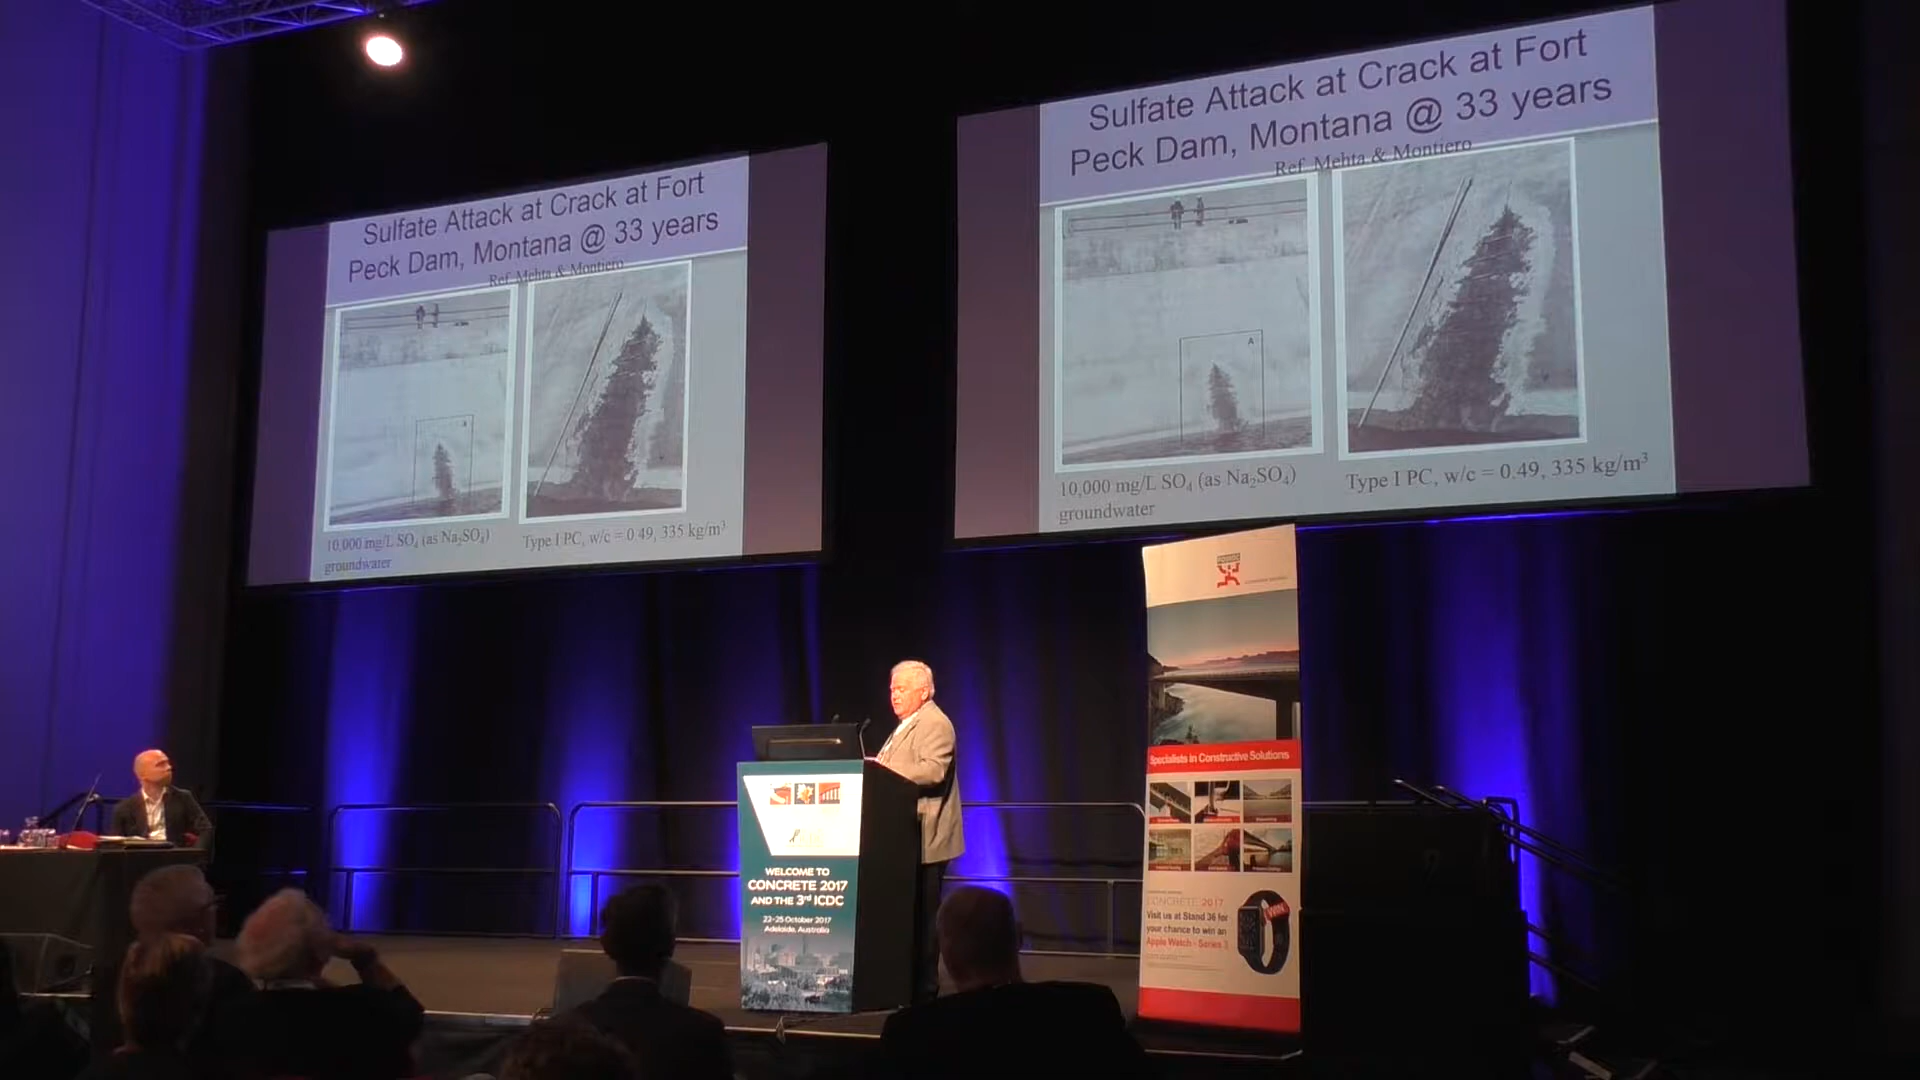 Sulfate Attack at Crack at Fort
Peck Dam, Montana @ 33 years
Ref. Mehta & Montiero
A
10,000 mg/L SO₄ (as Na₂SO₄)
groundwater
Type I PC, w/c = 0.49, 335 kg/m³
Sulfate Attack at Crack at Fort
Peck Dam, Montana @ 33 years
Ref. Mehta & Montiero
A
10,000 mg/L SO₄ (as Na₂SO₄)
groundwater
Type I PC, w/c = 0.49, 335 kg/m³
WELCOME TO
CONCRETE 2017
AND THE 3rd ICDC
22-25 October 2017
Adelaide, Australia
Specialists in Constructive Solutions
CONCRETE 2017
Visit us at Stand 36 for
your chance to win an
Apple Watch - Series 3
WIN